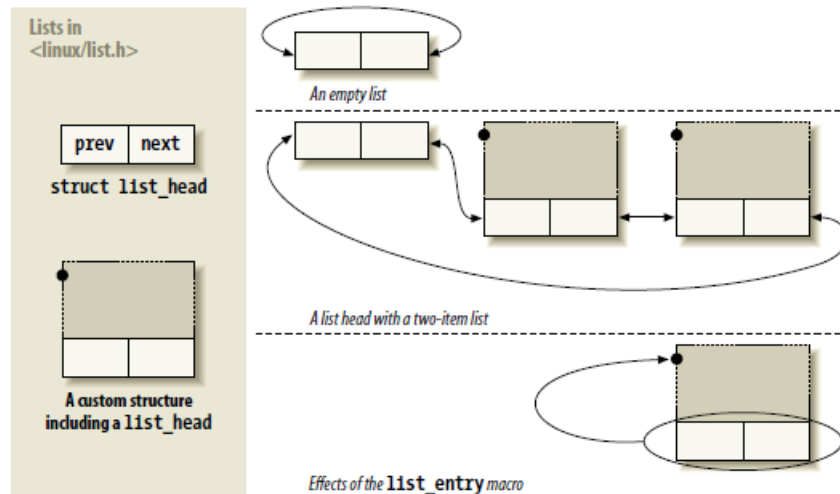 Lists in
<linux/list.h>
prev next
struct list_head
A custom structure
including a list_head
An empty list
A list head with a two-item list
Effects of the list_entry macro